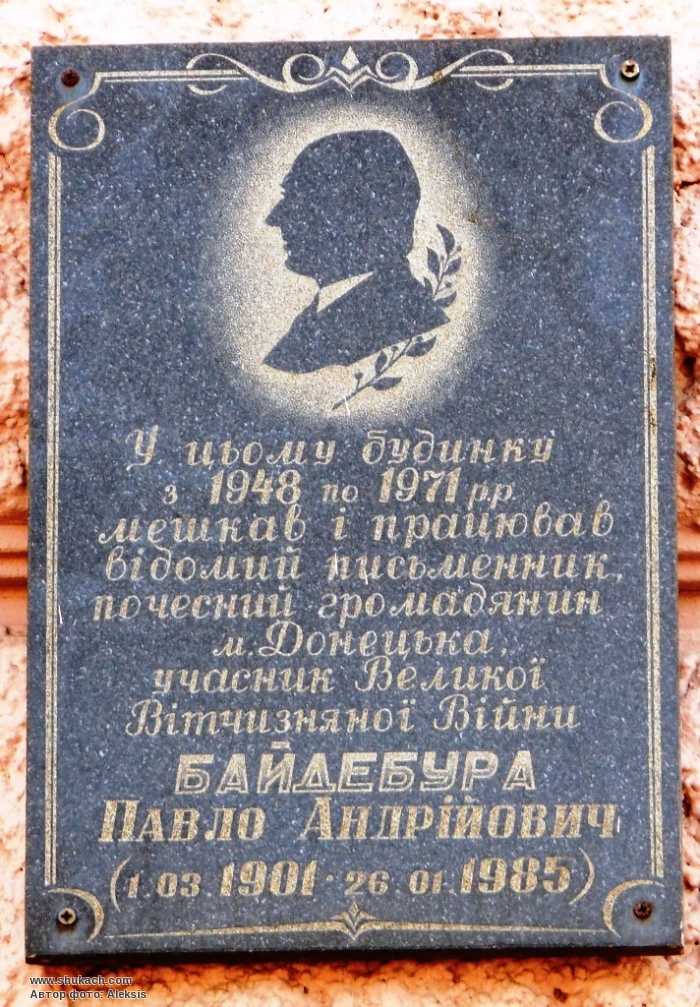 У цьому будинку
з 1948 по 1971 р.р.
мешкав і працював
відомий письменник,
почесний громадянин
м. Донецька,
учасник Великої
Вітчизняної Війни
БАЙДЕБУРА
ПАВЛО АНДРІЙОВИЧ
(1.03.1901 · 26.01.1985)
www.shukach.com
Автор фото: Aleksis